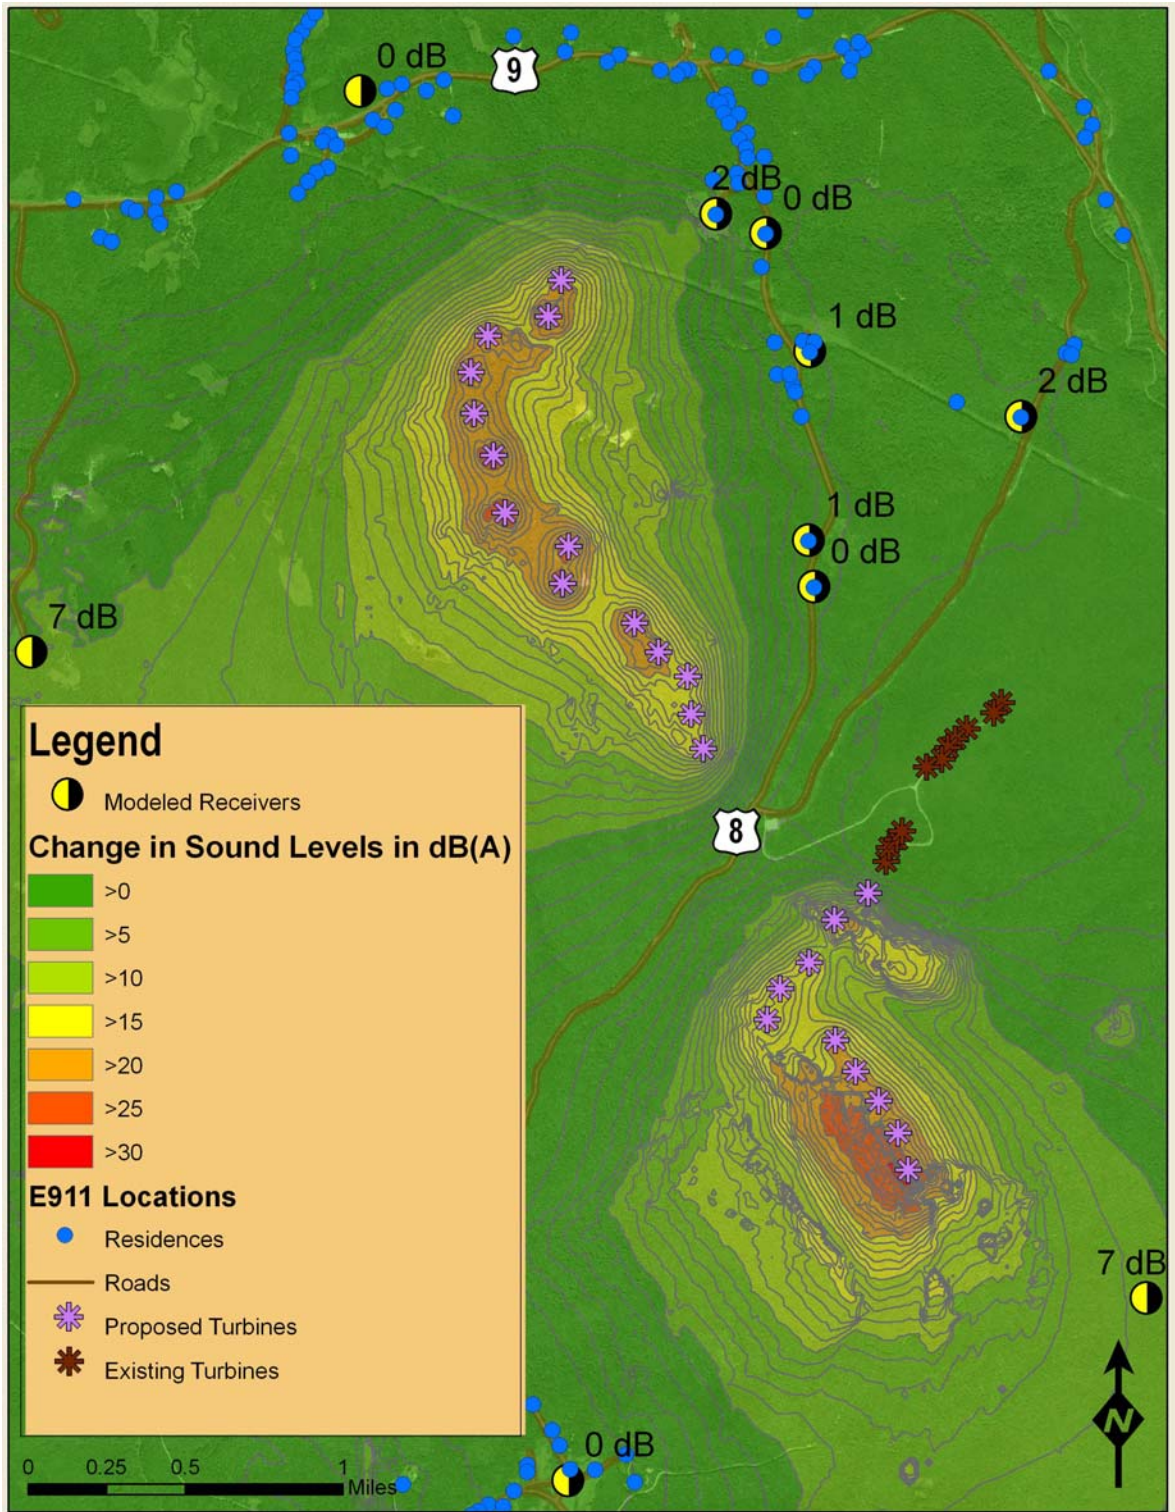 0 dB
9
2 dB
0 dB
1 dB
2 dB
1 dB
0 dB
7 dB
8
7 dB
0 dB
Legend
Modeled Receivers
Change in Sound Levels in dB(A)
>0
>5
>10
>15
>20
>25
>30
E911 Locations
Residences
Roads
Proposed Turbines
Existing Turbines
0 0.25 0.5 1
Miles
N